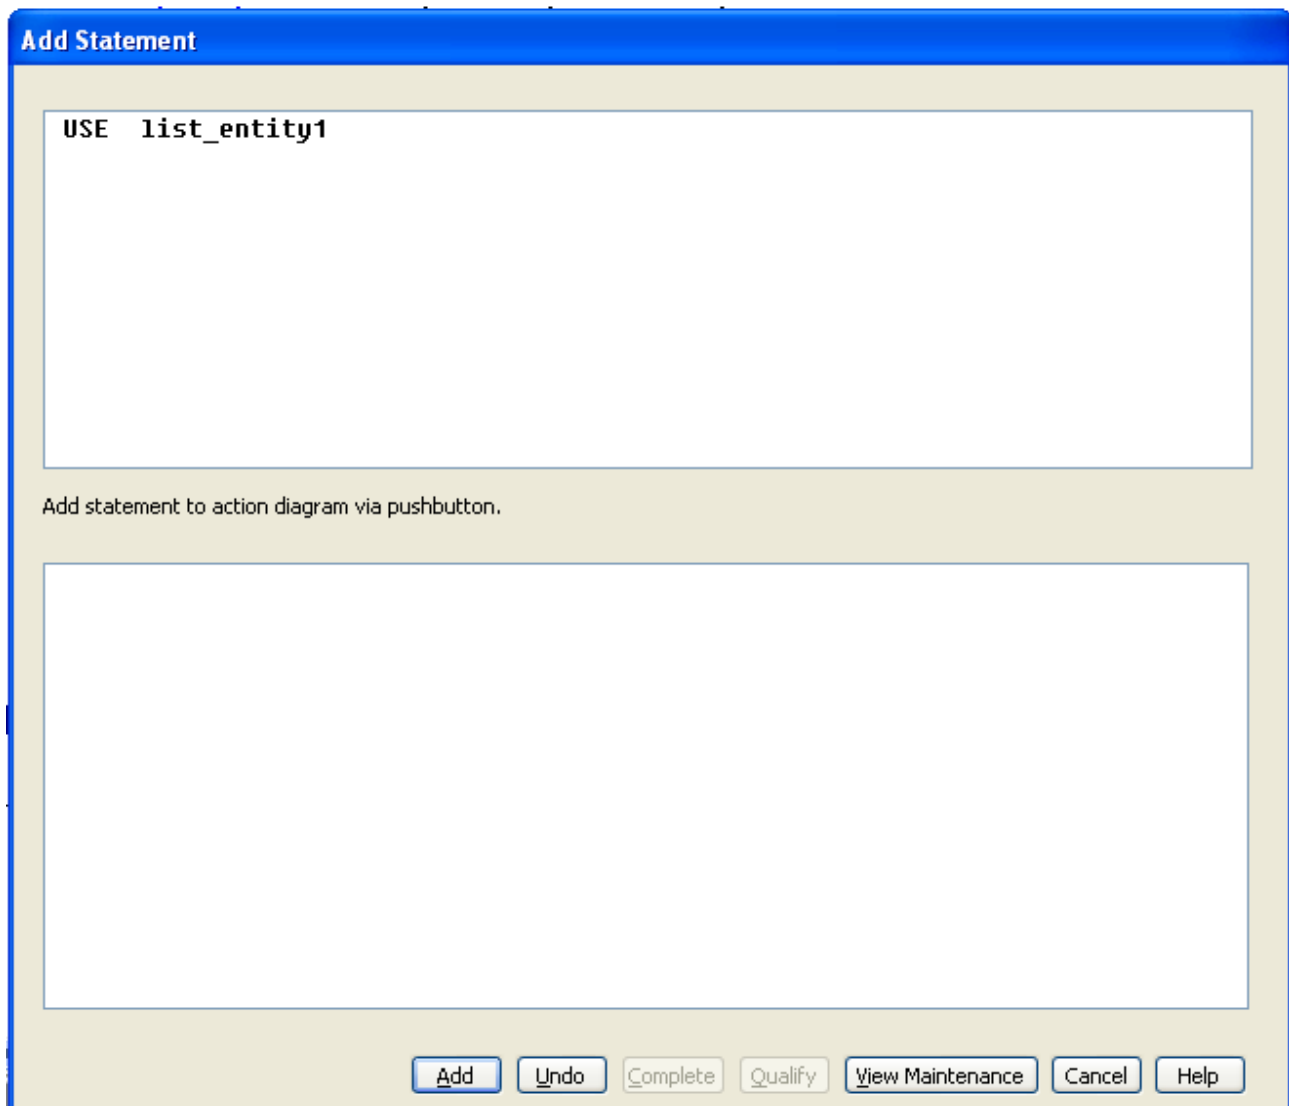 Add Statement
USE list_entity1
Add statement to action diagram via pushbutton.
Add Undo Complete Qualify View Maintenance Cancel Help